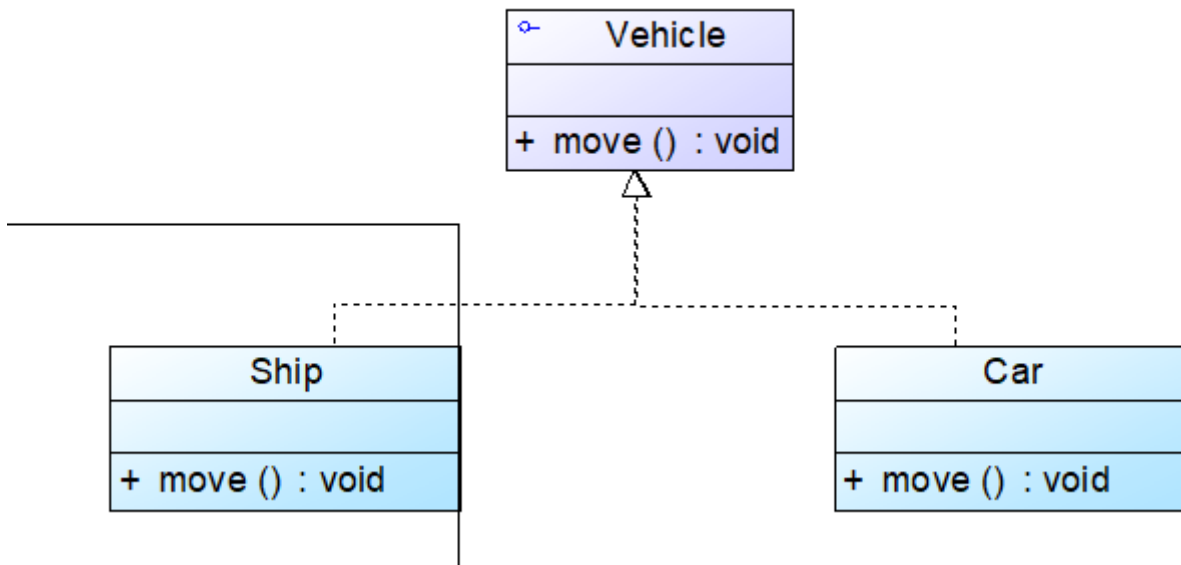 Vehicle
+ move () : void
Ship
+ move () : void
Car
+ move () : void